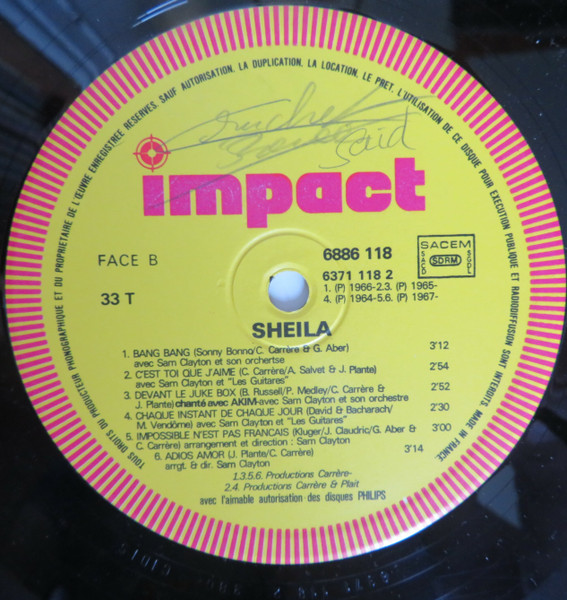 TOUS DROITS DU PRODUCTEUR PHONOGRAPHIQUE ET DU PROPRIETAIRE DE L'ŒUVRE ENREGISTREE RESERVES. SAUF AUTORISATION, LA DUPLICATION, LA LOCATION, LE PRET, L'UTILISATION DE CE DISQUE POUR EXECUTION PUBLIQUE ET RADIODIFFUSION SONT INTERDITS. MADE IN FRANCE.
Said
impact
FACE B
6886 118
SACEM
SACD SDRM SGDL
6371 118 2
33 T
1. (P) 1966-2.3. (P) 1965-
4. (P) 1964-5.6. (P) 1967-
SHEILA
1. BANG BANG (Sonny Bonno/C. Carrère & G. Aber) 3'12
avec Sam Clayton et son orchertse
2. C'EST TOI QUE J'AIME (C. Carrère/A. Salvet & J. Plante) 2'54
avec Sam Clayton et "Les Guitares"
3. DEVANT LE JUKE BOX (B. Russell/P. Medley/C. Carrère & 2'52
J. Plante) chanté avec AKIM-avec Sam Clayton et son orchestre
4. CHAQUE INSTANT DE CHAQUE JOUR (David & Bacharach/ 2'30
M. Vendôme) avec Sam Clayton et "Les Guitares"
5. IMPOSSIBLE N'EST PAS FRANCAIS (Kluger/J. Claudric/G. Aber & 3'00
C. Carrère) arrangement et direction : Sam Clayton
6. ADIOS AMOR (J. Plante/C. Carrère) 3'14
arrgt. & dir. Sam Clayton
1.3.5.6. Productions Carrère-
2.4. Productions Carrère & Plait
avec l'aimable autorisation des disques PHILIPS